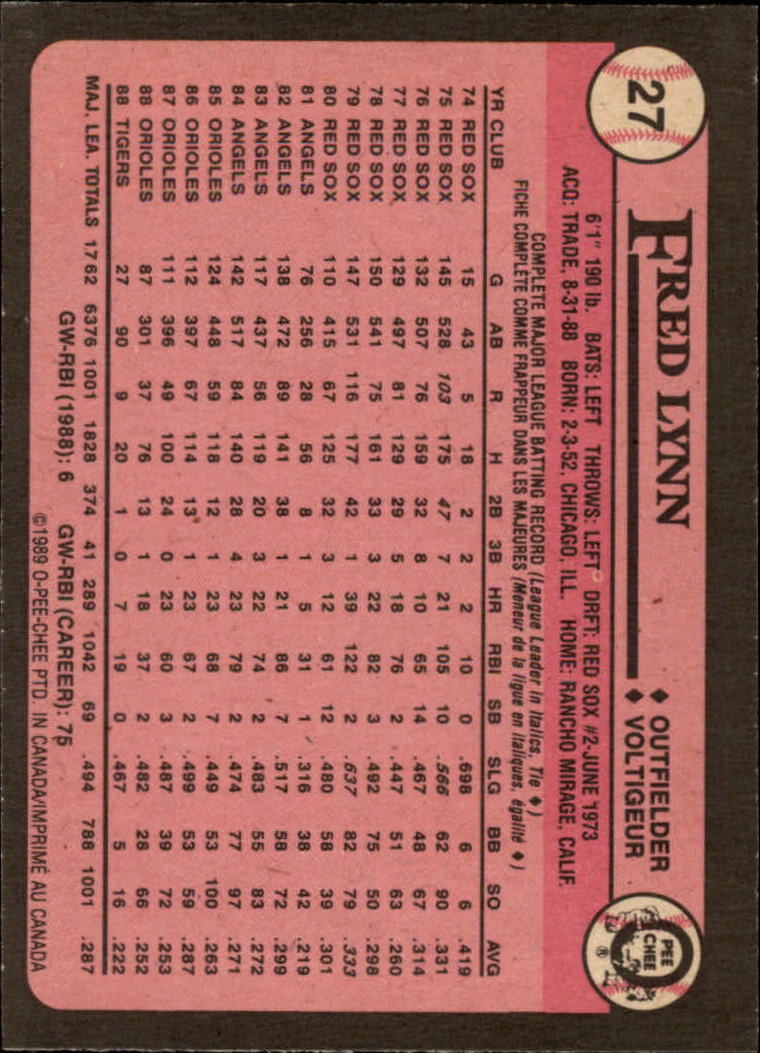 27
FRED LYNN
◆ OUTFIELDER
◆ VOLTIGEUR
PEE
CHEE
®
6'1" 190 lb. BATS: LEFT THROWS: LEFT DRFT: RED SOX #2-JUNE 1973
ACQ: TRADE, 8-31-88 BORN: 2-3-52, CHICAGO, ILL. HOME: RANCHO MIRAGE, CALIF.
COMPLETE MAJOR LEAGUE BATTING RECORD (League Leader in Italics, Tie ◆)
FICHE COMPLÈTE COMME FRAPPEUR DANS LES MAJEURES (Meneur de la ligue en italiques, égalité ◆)
YR CLUB G AB R H 2B 3B HR RBI SB SLG BB SO AVG
74 RED SOX 15 43 5 18 2 2 2 10 0 .698 6 6 .419
75 RED SOX 145 528 103 175 47 7 21 105 10 .566 62 90 .331
76 RED SOX 132 507 76 159 32 8 10 65 14 .467 48 67 .314
77 RED SOX 129 497 81 129 29 5 18 76 2 .447 51 63 .260
78 RED SOX 150 541 75 161 33 3 22 82 3 .492 75 50 .298
79 RED SOX 147 531 116 177 42 1 39 122 2 .637 82 79 .333
80 RED SOX 110 415 67 125 32 3 12 61 12 .480 58 39 .301
81 ANGELS 76 256 28 56 8 1 5 31 1 .316 38 42 .219
82 ANGELS 138 472 89 141 38 1 21 86 7 .517 58 72 .299
83 ANGELS 117 437 56 119 20 3 22 74 2 .483 55 83 .272
84 ANGELS 142 517 84 140 28 4 23 79 2 .474 77 97 .271
85 ORIOLES 124 448 59 118 12 1 23 68 7 .449 53 100 .263
86 ORIOLES 112 397 67 114 13 1 23 67 2 .499 53 59 .287
87 ORIOLES 111 396 49 100 24 0 23 60 3 .487 39 72 .253
88 ORIOLES 87 301 37 76 13 1 18 37 2 .482 28 66 .252
88 TIGERS 27 90 9 20 1 0 7 19 0 .467 5 16 .222
MAJ. LEA. TOTALS 1762 6376 1001 1828 374 41 289 1042 69 .494 788 1001 .287
GW-RBI (1988): 6 GW-RBI (CAREER): 75
©1989 O-PEE-CHEE PTD. IN CANADA/IMPRIMÉ AU CANADA